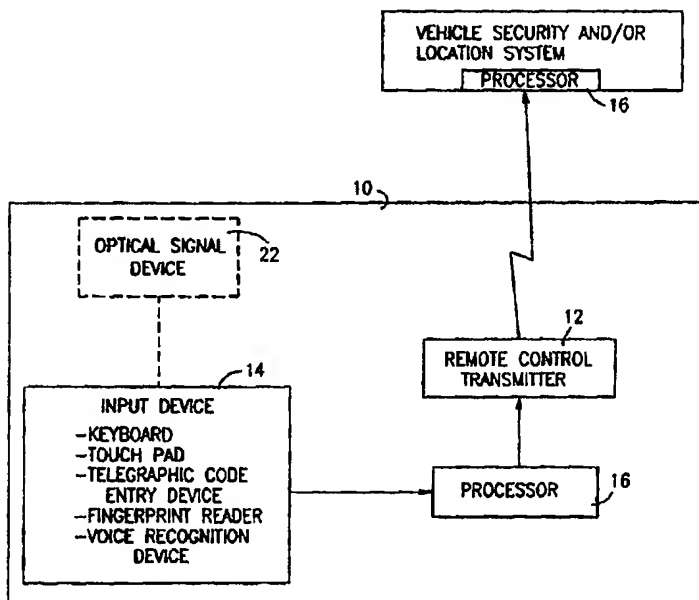 VEHICLE SECURITY AND/OR
LOCATION SYSTEM
PROCESSOR
16
10
OPTICAL SIGNAL
DEVICE
22
12
REMOTE CONTROL
TRANSMITTER
14
INPUT DEVICE
-KEYBOARD
-TOUCH PAD
-TELEGRAPHIC CODE
ENTRY DEVICE
-FINGERPRINT READER
-VOICE RECOGNITION
DEVICE
PROCESSOR
16